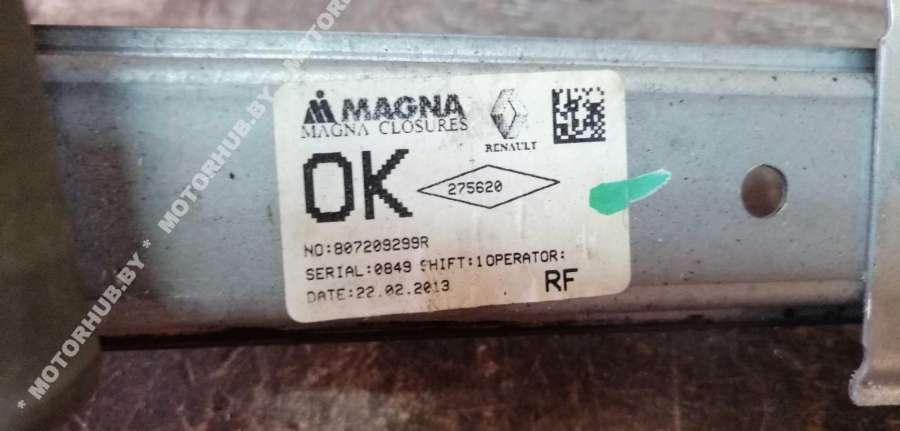 MAGNA
MAGNA CLOSURES
RENAULT
OK
275620
NO:807209299R
SERIAL:0849 SHIFT:1OPERATOR:
DATE:22.02.2013
RF
* MOTORHUB.BY * MOTORHUB.BY * MOTORHUB.BY